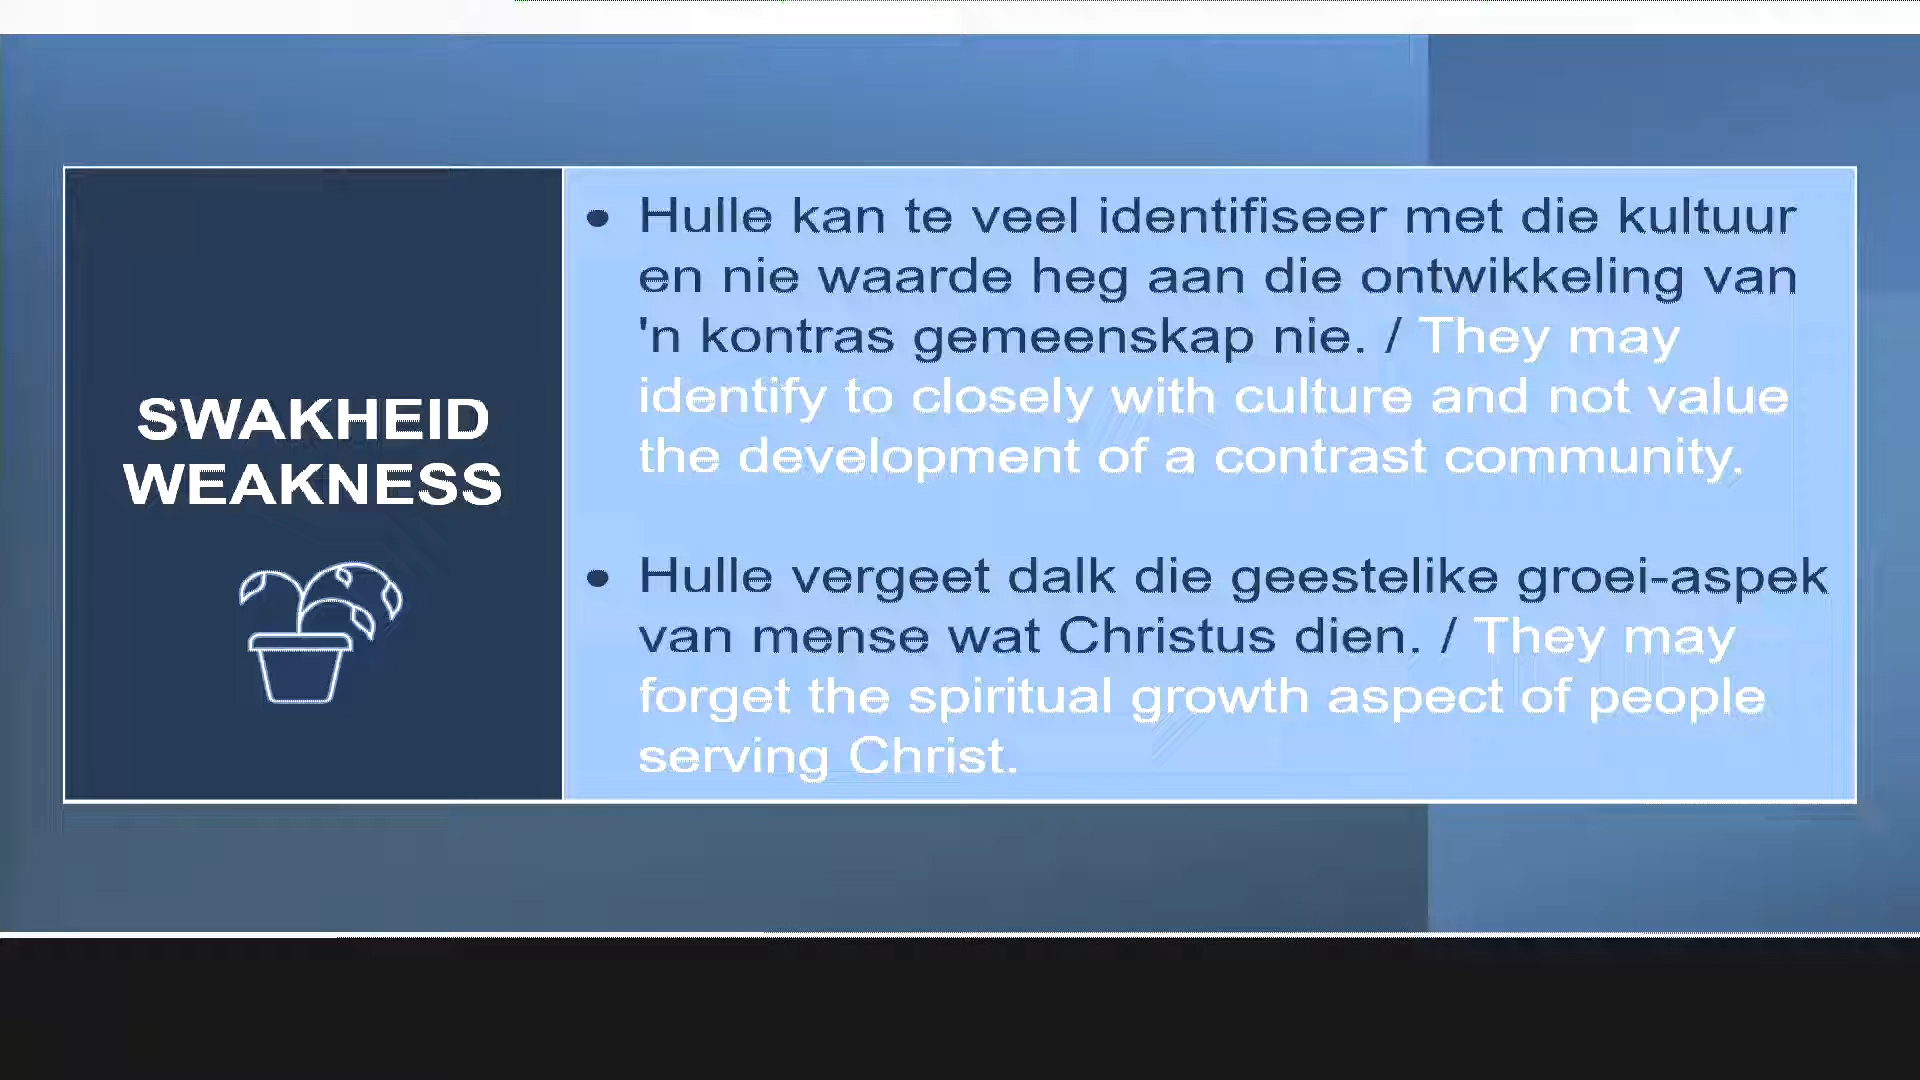 SWAKHEID
WEAKNESS
• Hulle kan te veel identifiseer met die kultuur
en nie waarde heg aan die ontwikkeling van
'n kontras gemeenskap nie. / They may
identify to closely with culture and not value
the development of a contrast community.
• Hulle vergeet dalk die geestelike groei-aspek
van mense wat Christus dien. / They may
forget the spiritual growth aspect of people
serving Christ.